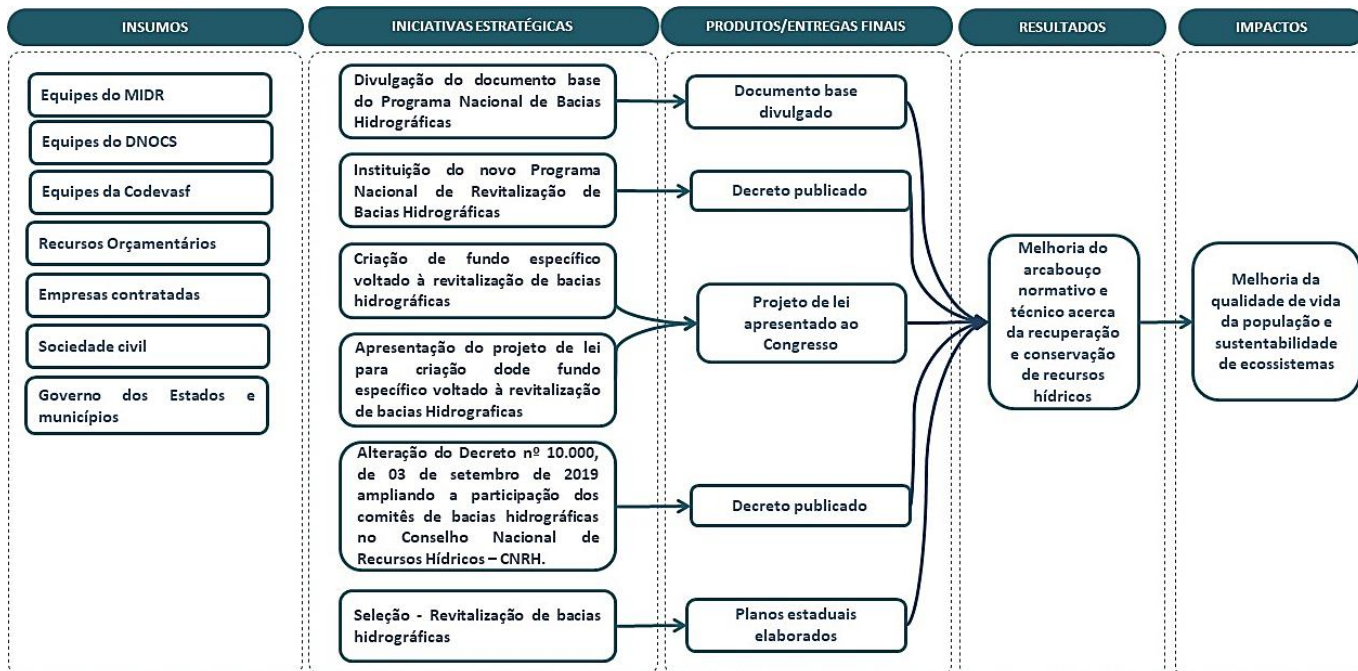 INSUMOS
INICIATIVAS ESTRATÉGICAS
PRODUTOS/ENTREGAS FINAIS
RESULTADOS
IMPACTOS
Equipes do MIDR
Equipes do DNOCS
Equipes da Codevasf
Recursos Orçamentários
Empresas contratadas
Sociedade civil
Governo dos Estados e
municípios
Divulgação do documento base
do Programa Nacional de Bacias
Hidrográficas
Instituição do novo Programa
Nacional de Revitalização de
Bacias Hidrográficas
Criação de fundo específico
voltado à revitalização de bacias
hidrográficas
Apresentação do projeto de lei
para criação dode fundo
específico voltado à revitalização
de bacias Hidrograficas
Alteração do Decreto nº 10.000,
de 03 de setembro de 2019
ampliando a participação dos
comitês de bacias hidrográficas
no Conselho Nacional de
Recursos Hídricos – CNRH.
Seleção - Revitalização de bacias
hidrográficas
Documento base
divulgado
Decreto publicado
Projeto de lei
apresentado ao
Congresso
Decreto publicado
Planos estaduais
elaborados
Melhoria do
arcabouço
normativo e
técnico acerca
da recuperação
e conservação
de recursos
hídricos
Melhoria da
qualidade de vida
da população e
sustentabilidade
de ecossistemas